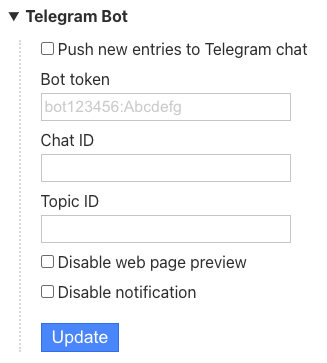 ▼ Telegram Bot
Push new entries to Telegram chat
Bot token
bot123456:Abcdefg
Chat ID
Topic ID
Disable web page preview
Disable notification
Update